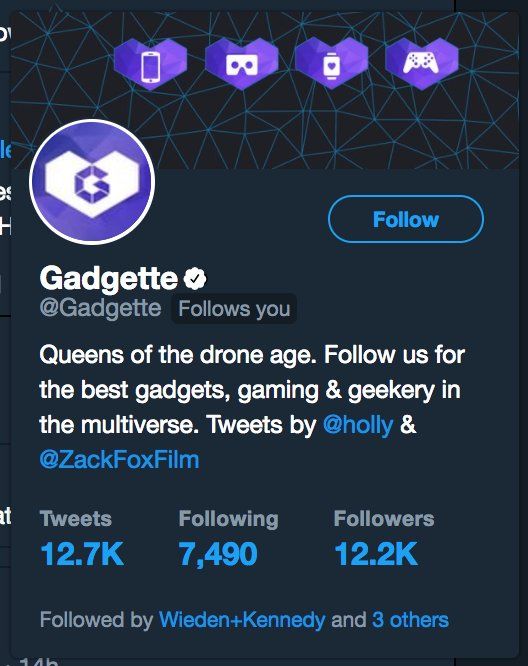 Follow
Gadgette
@Gadgette Follows you
Queens of the drone age. Follow us for
the best gadgets, gaming & geekery in
the multiverse. Tweets by @holly &
@ZackFoxFilm
Tweets Following Followers
12.7K 7,490 12.2K
Followed by Wieden+Kennedy and 3 others
14h